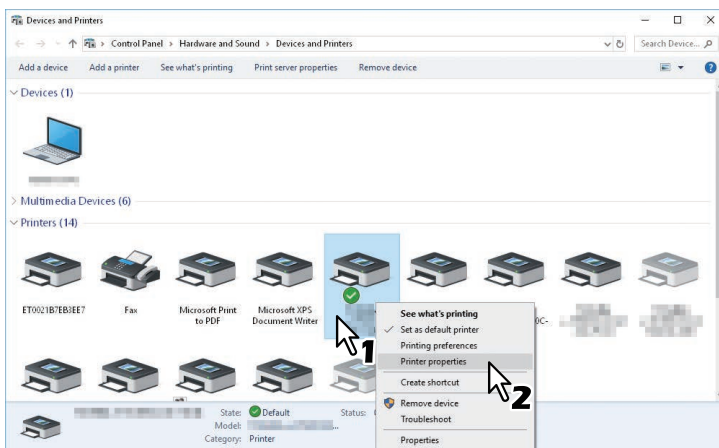 Devices and Printers
Control Panel > Hardware and Sound > Devices and Printers
Search Device...
Add a device Add a printer See what's printing Print server properties Remove device
Devices (1)
Multimedia Devices (6)
Printers (14)
ET0021B7EB3EE7 Fax Microsoft Print to PDF Microsoft XPS Document Writer
See what's printing
Set as default printer
Printing preferences
Printer properties
Create shortcut
Remove device
Troubleshoot
Properties
1
2
State: Default Status:
Model:
Category: Printer